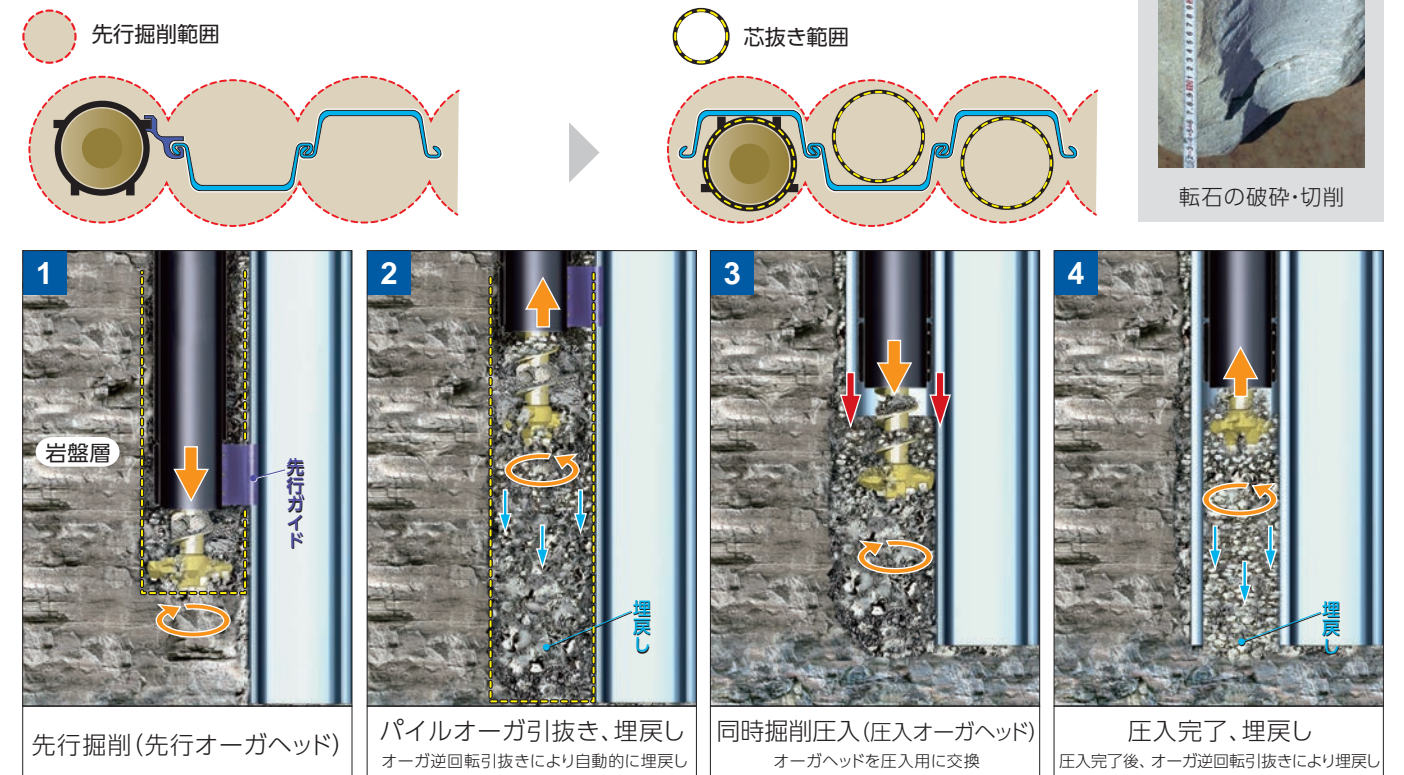 先行掘削範囲
芯抜き範囲
転石の破砕・切削
1
岩盤層
先行ガイド
先行掘削(先行オーガヘッド)
2
埋戻し
パイルオーガ引抜き、埋戻し
オーガ逆回転引抜きにより自動的に埋戻し
3
同時掘削圧入(圧入オーガヘッド)
オーガヘッドを圧入用に交換
4
埋戻し
圧入完了、埋戻し
圧入完了後、オーガ逆回転引抜きにより埋戻し